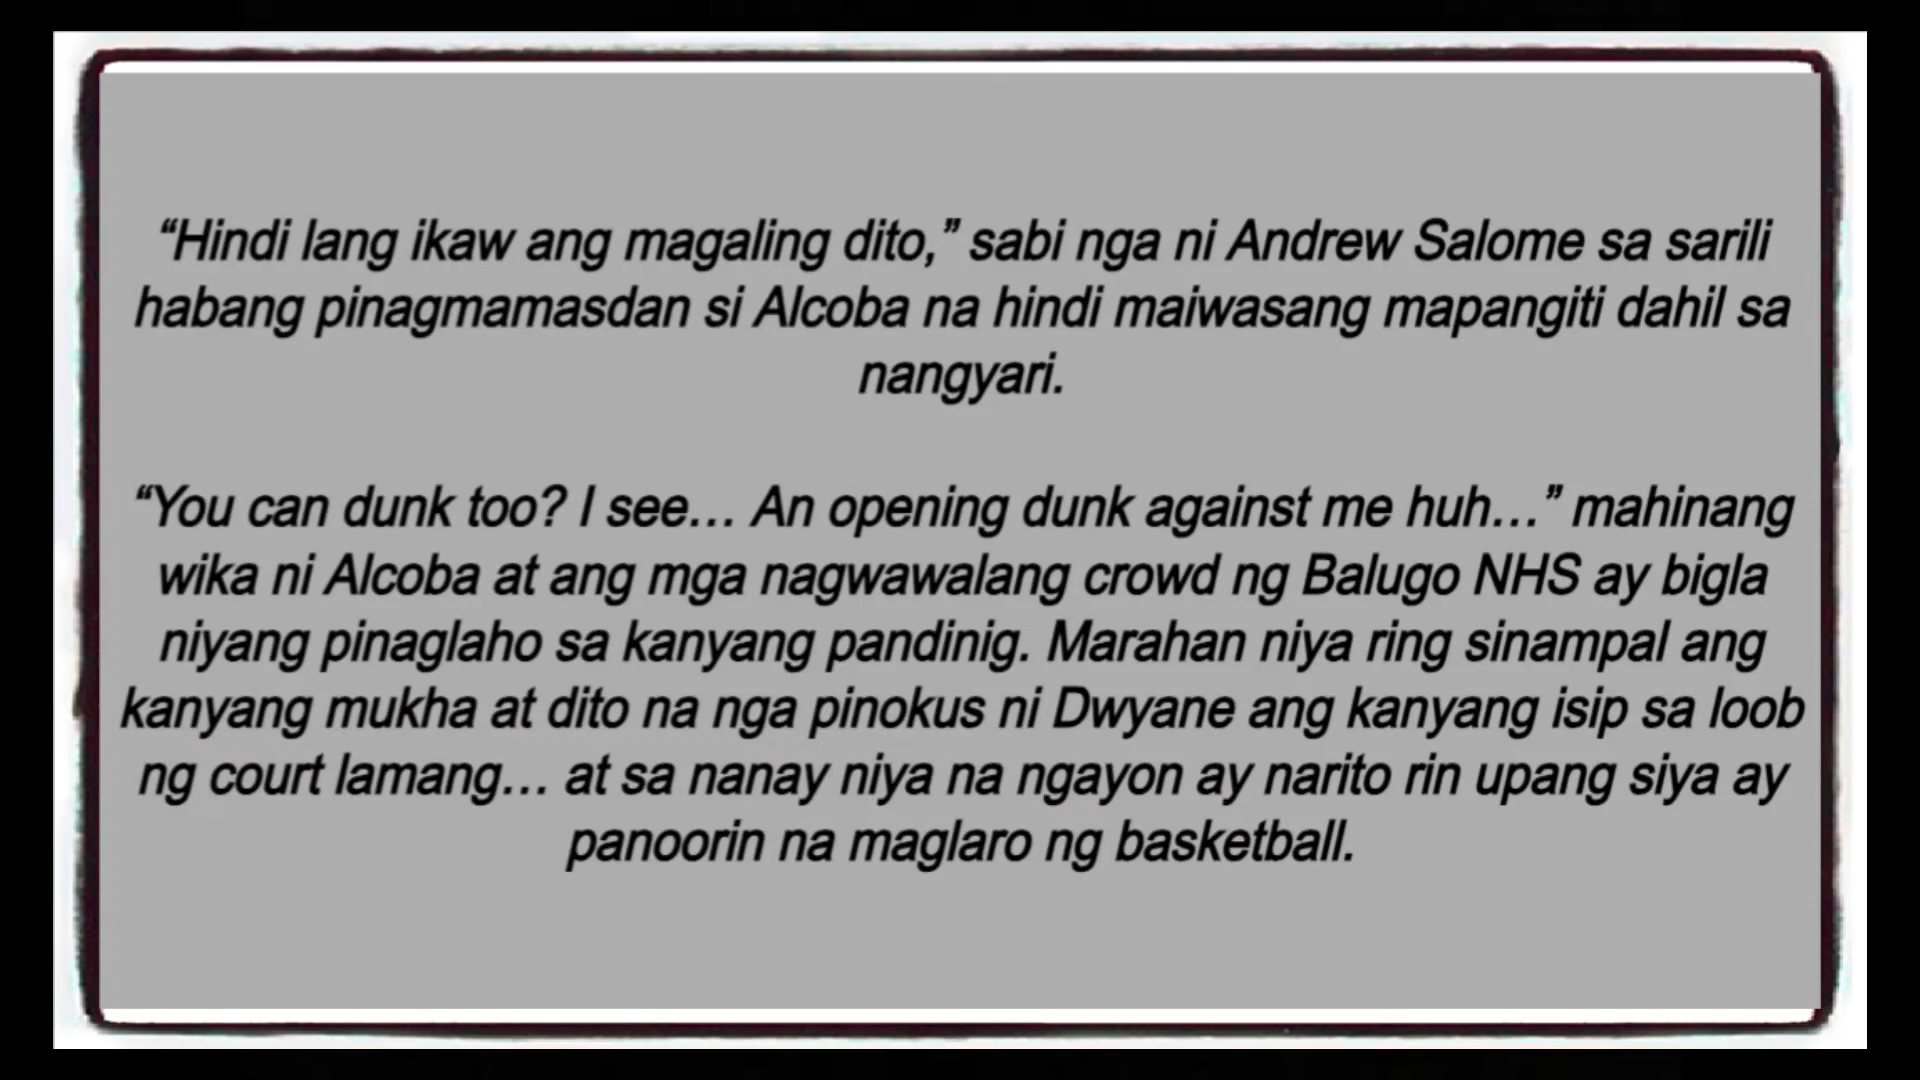 “Hindi lang ikaw ang magaling dito,” sabi nga ni Andrew Salome sa sarili
habang pinagmamasdan si Alcoba na hindi maiwasang mapangiti dahil sa
nangyari.
“You can dunk too? I see… An opening dunk against me huh…” mahinang
wika ni Alcoba at ang mga nagwawalang crowd ng Balugo NHS ay bigla
niyang pinaglaho sa kanyang pandinig. Marahan niya ring sinampal ang
kanyang mukha at dito na nga pinokus ni Dwyane ang kanyang isip sa loob
ng court lamang… at sa nanay niya na ngayon ay narito rin upang siya ay
panoorin na maglaro ng basketball.